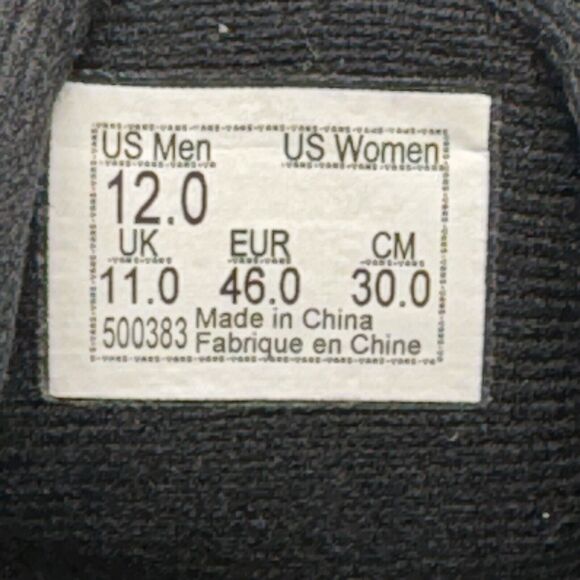 US Men US Women
12.0
UK EUR CM
11.0 46.0 30.0
500383 Made in China
Fabrique en Chine